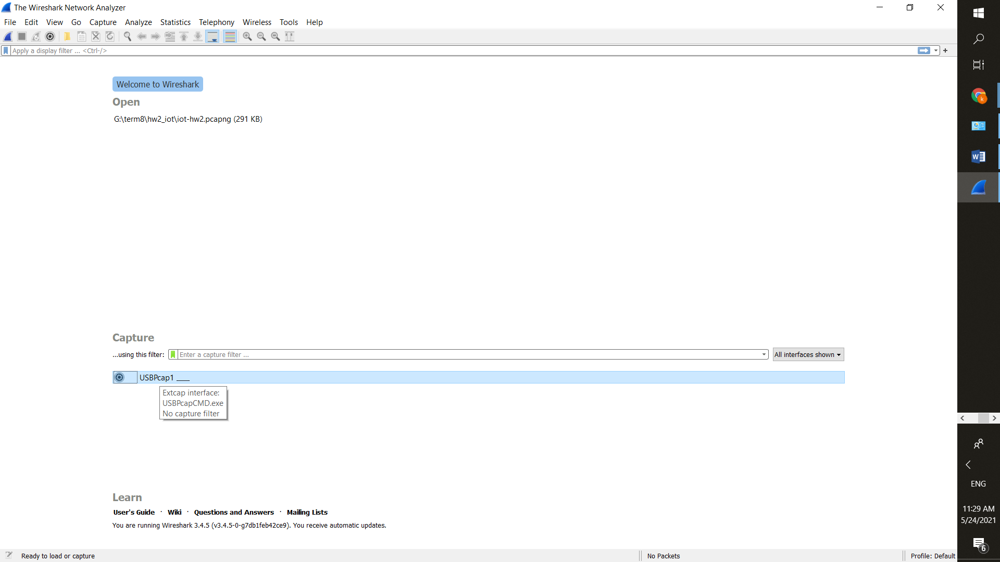 The Wireshark Network Analyzer
File Edit View Go Capture Analyze Statistics Telephony Wireless Tools Help
Apply a display filter ... <Ctrl-/>
+
Welcome to Wireshark
Open
G:\term8\hw2_iot\iot-hw2.pcapng (291 KB)
Capture
...using this filter: Enter a capture filter ... All interfaces shown
USBPcap1
Extcap interface:
USBPcapCMD.exe
No capture filter
Learn
User's Guide · Wiki · Questions and Answers · Mailing Lists
You are running Wireshark 3.4.5 (v3.4.5-0-g7db1feb42ce9). You receive automatic updates.
Ready to load or capture No Packets Profile: Default
k
W
ENG
11:29 AM
5/24/2021
6